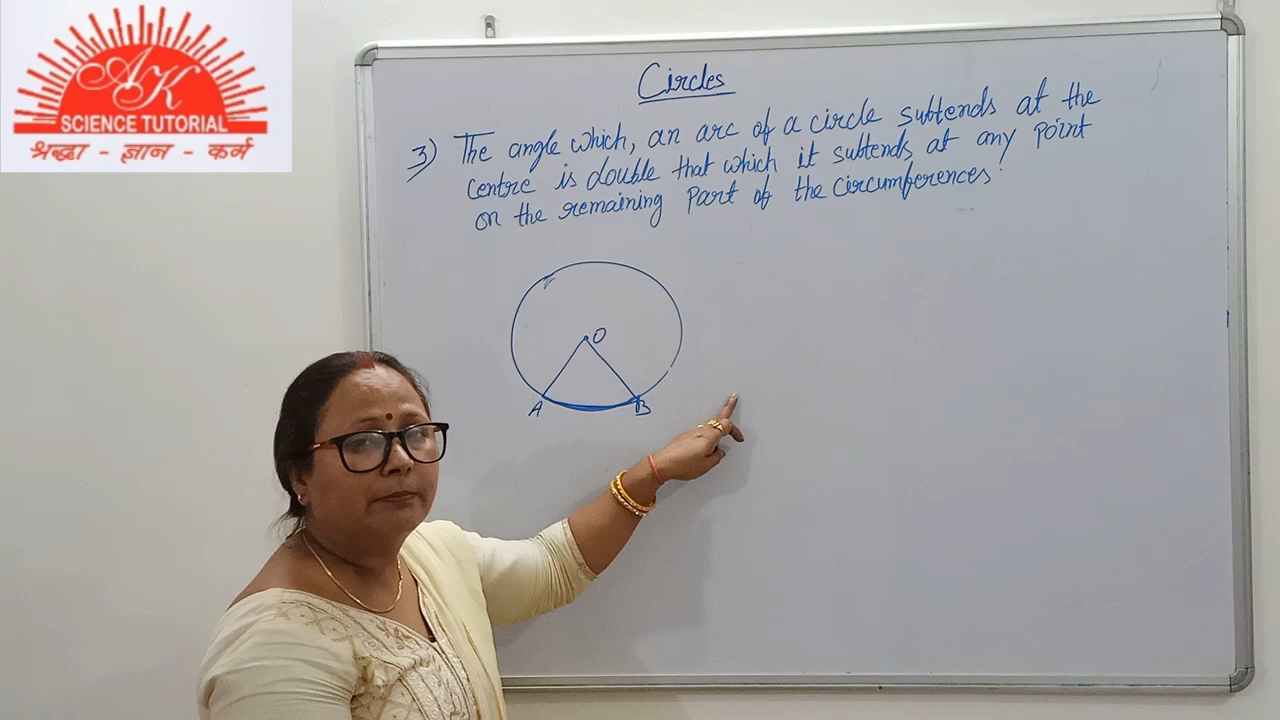 AK
SCIENCE TUTORIAL
श्रद्धा - ज्ञान - कर्म
Circles
3) The angle which, an arc of a circle subtends at the
centre is double that which it subtends at any point
on the remaining part of the circumferences.
O
A
B